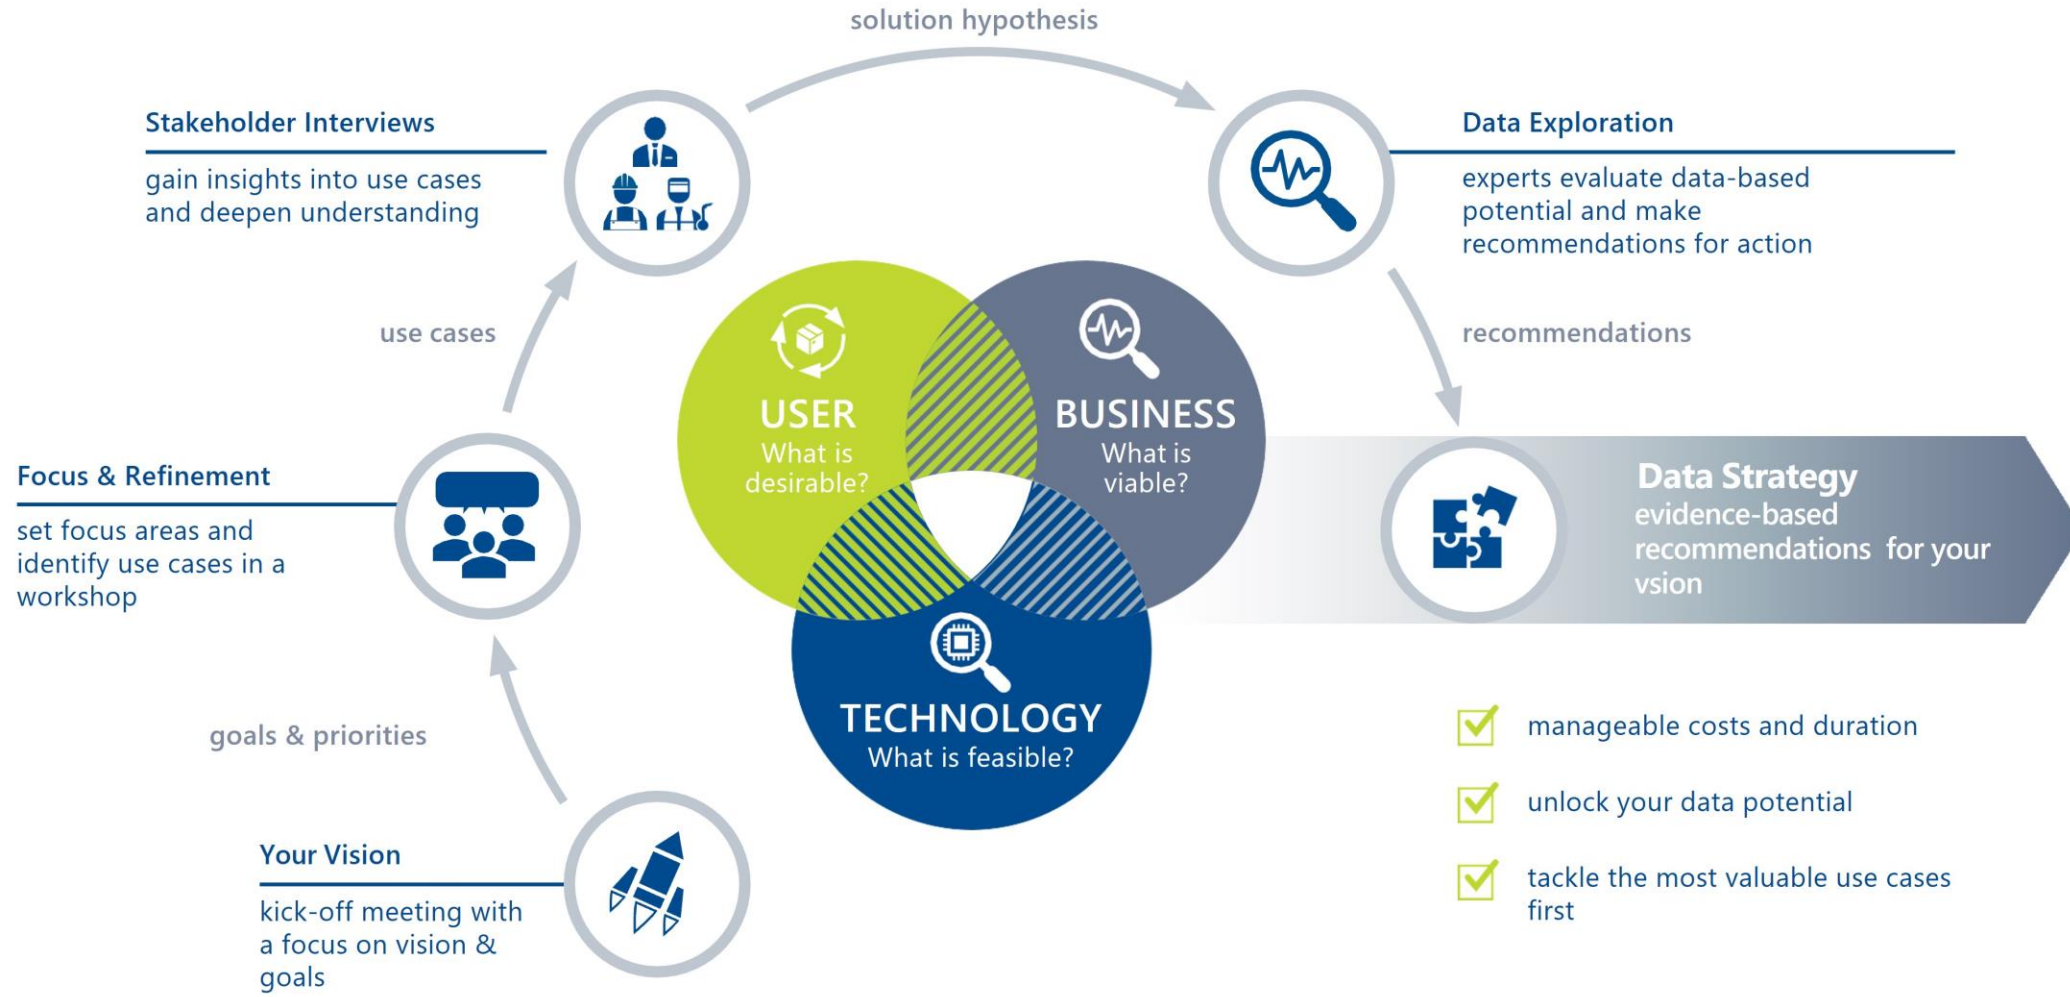 solution hypothesis
Stakeholder Interviews
gain insights into use cases
and deepen understanding
Data Exploration
experts evaluate data-based
potential and make
recommendations for action
use cases
recommendations
USER
What is
desirable?
BUSINESS
What is
viable?
Focus & Refinement
set focus areas and
identify use cases in a
workshop
Data Strategy
evidence-based
recommendations for your
vsion
TECHNOLOGY
What is feasible?
goals & priorities
manageable costs and duration
unlock your data potential
tackle the most valuable use cases
first
Your Vision
kick-off meeting with
a focus on vision &
goals